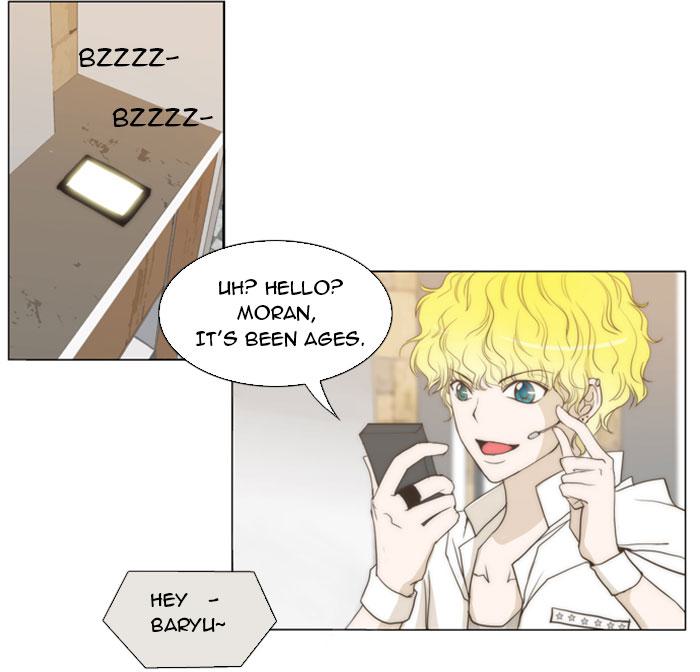 BZZZZ-
BZZZZ-
UH? HELLO?
MORAN,
IT'S BEEN AGES.
HEY -
BARYU~